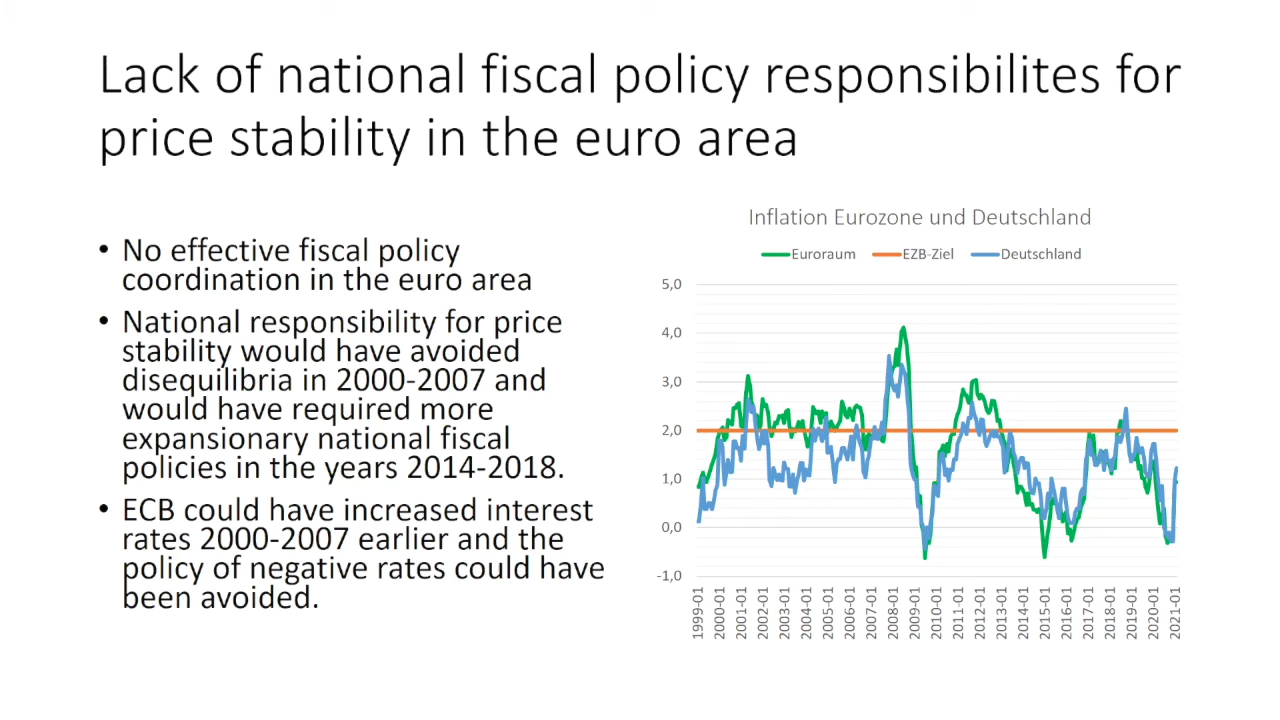 Lack of national fiscal policy responsibilites for
price stability in the euro area
• No effective fiscal policy
coordination in the euro area
• National responsibility for price
stability would have avoided
disequilibria in 2000-2007 and
would have required more
expansionary national fiscal
policies in the years 2014-2018.
• ECB could have increased interest
rates 2000-2007 earlier and the
policy of negative rates could have
been avoided.
Inflation Eurozone und Deutschland
Euroraum EZB-Ziel Deutschland
5,0
4,0
3,0
2,0
1,0
0,0
-1,0
1999-01
2000-01
2001-01
2002-01
2003-01
2004-01
2005-01
2006-01
2007-01
2008-01
2009-01
2010-01
2011-01
2012-01
2013-01
2014-01
2015-01
2016-01
2017-01
2018-01
2019-01
2020-01
2021-01